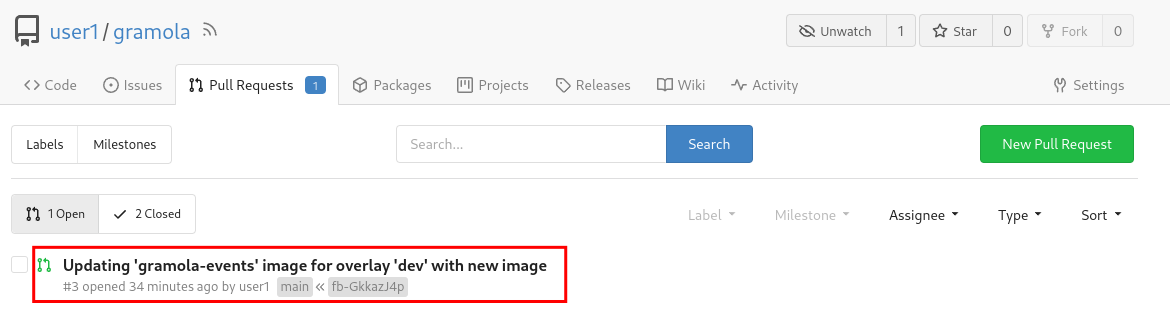 user1 / gramola
Unwatch 1 Star 0 Fork 0
Code Issues Pull Requests 1 Packages Projects Releases Wiki Activity Settings
Labels Milestones Search... Search New Pull Request
1 Open 2 Closed Label Milestone Assignee Type Sort
Updating 'gramola-events' image for overlay 'dev' with new image
#3 opened 34 minutes ago by user1 main « fb-GkkazJ4p